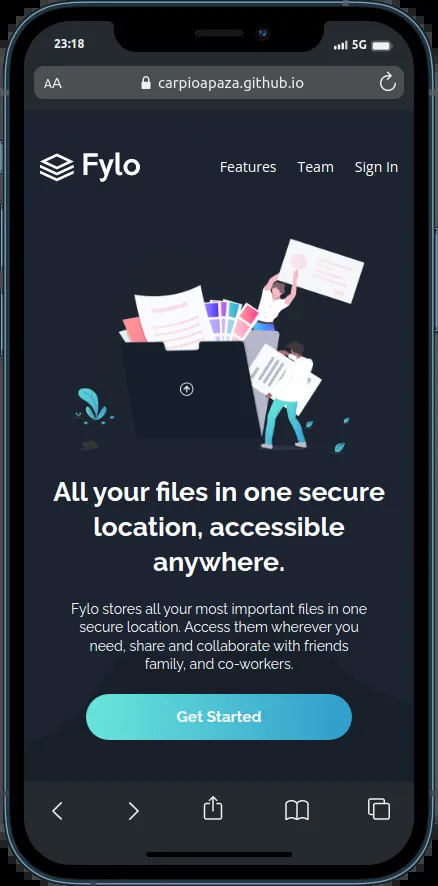 23:18
5G
AA
carpioapaza.github.io
Fylo
Features Team Sign In
All your files in one secure
location, accessible
anywhere.
Fylo stores all your most important files in one
secure location. Access them wherever you
need, share and collaborate with friends
family, and co-workers.
Get Started